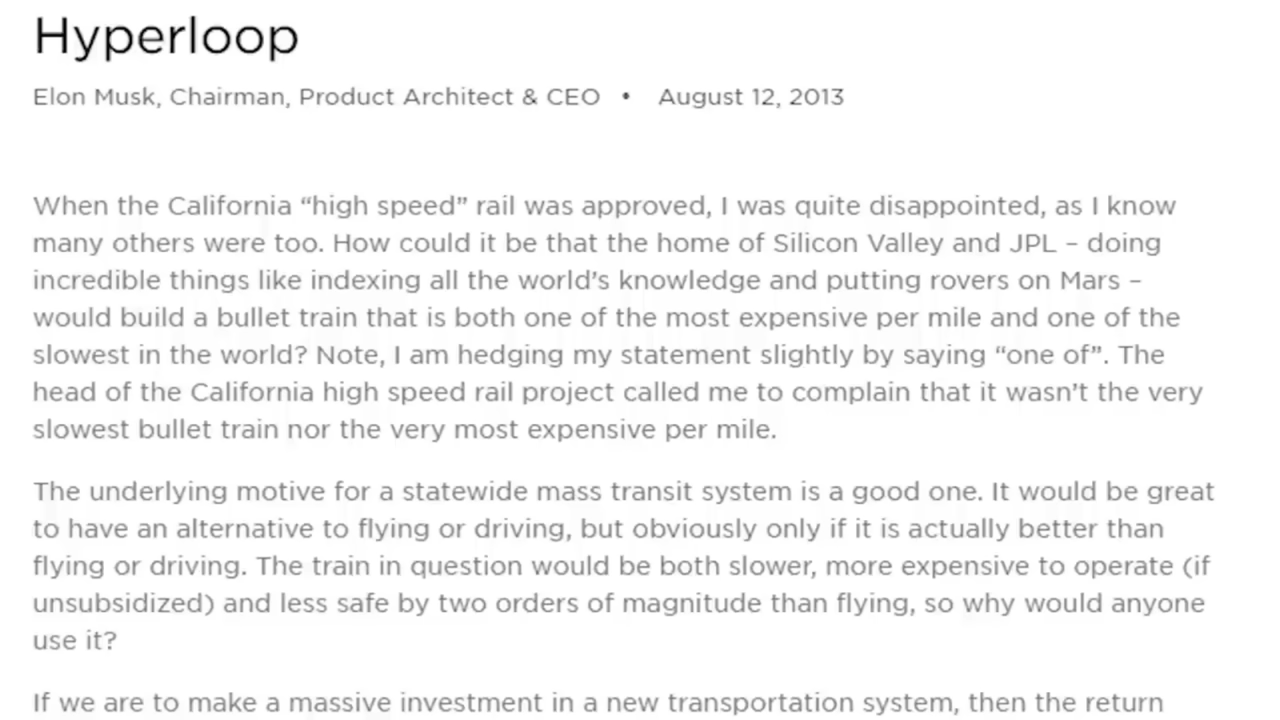 Hyperloop
Elon Musk, Chairman, Product Architect & CEO • August 12, 2013
When the California “high speed” rail was approved, I was quite disappointed, as I know
many others were too. How could it be that the home of Silicon Valley and JPL – doing
incredible things like indexing all the world’s knowledge and putting rovers on Mars –
would build a bullet train that is both one of the most expensive per mile and one of the
slowest in the world? Note, I am hedging my statement slightly by saying “one of”. The
head of the California high speed rail project called me to complain that it wasn’t the very
slowest bullet train nor the very most expensive per mile.
The underlying motive for a statewide mass transit system is a good one. It would be great
to have an alternative to flying or driving, but obviously only if it is actually better than
flying or driving. The train in question would be both slower, more expensive to operate (if
unsubsidized) and less safe by two orders of magnitude than flying, so why would anyone
use it?
If we are to make a massive investment in a new transportation system, then the return